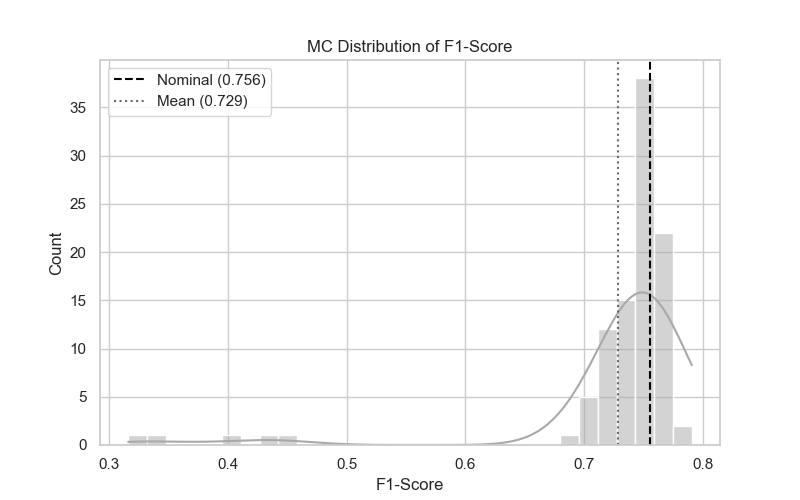 MC Distribution of F1-Score
Nominal (0.756)
Mean (0.729)
Count
35
30
25
20
15
10
5
0
0.3 0.4 0.5 0.6 0.7 0.8
F1-Score